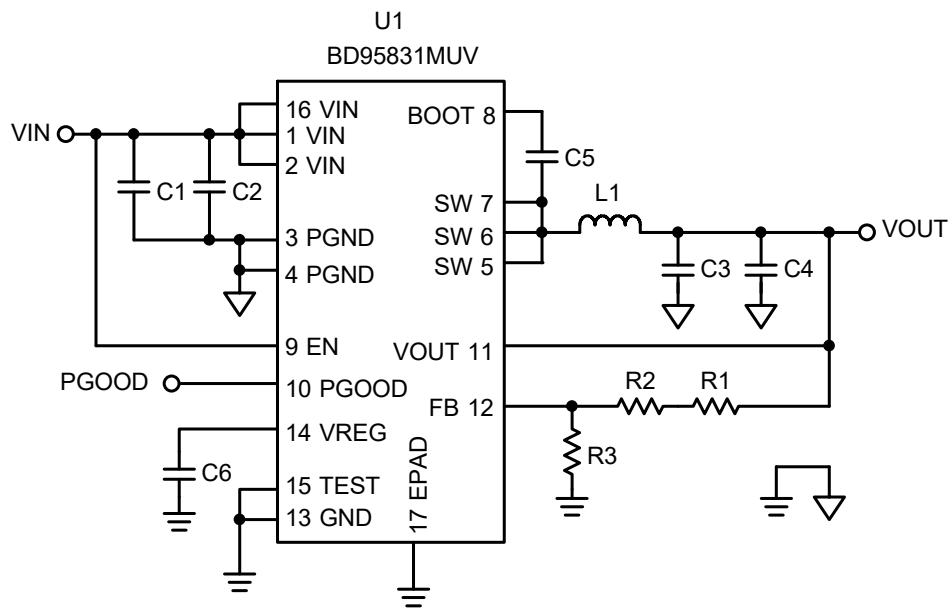 U1
BD95831MUV
16 VIN
BOOT 8
VIN
1 VIN
2 VIN
C5
C1
C2
L1
SW 7
SW 6
SW 5
VOUT
3 PGND
4 PGND
C3
C4
9 EN
VOUT 11
PGOOD
10 PGOOD
R2
R1
FB 12
14 VREG
R3
C6
15 TEST
13 GND
17 EPAD